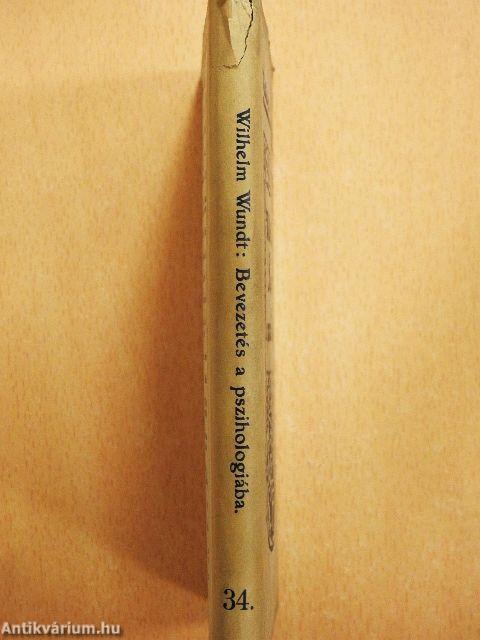 Wilhelm Wundt: Bevezetés a pszihologiába.
34.
Antikvárium.hu